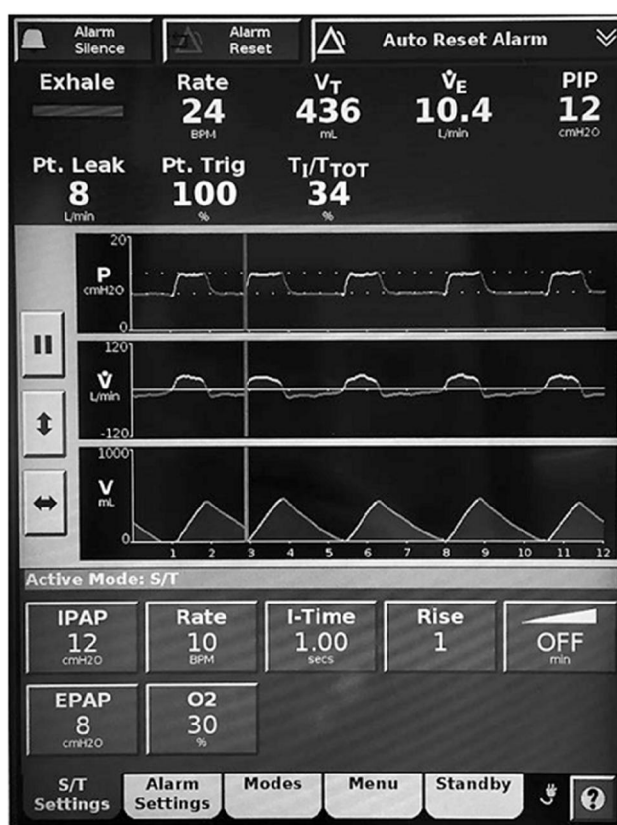 Alarm Silence
Alarm Reset
Auto Reset Alarm
Exhale
Rate
24
BPM
VT
436
mL
V̇E
10.4
L/min
PIP
12
cmH2O
Pt. Leak
8
L/min
Pt. Trig
100
%
TI/TTOT
34
%
20
P
cmH2O
0
120
V̇
L/min
-120
1000
V
mL
0
1 2 3 4 5 6 7 8 9 10 11 12
Active Mode: S/T
IPAP
12
cmH2O
Rate
10
BPM
I-Time
1.00
secs
Rise
1
OFF
min
EPAP
8
cmH2O
O2
30
%
S/T Settings
Alarm Settings
Modes
Menu
Standby
?